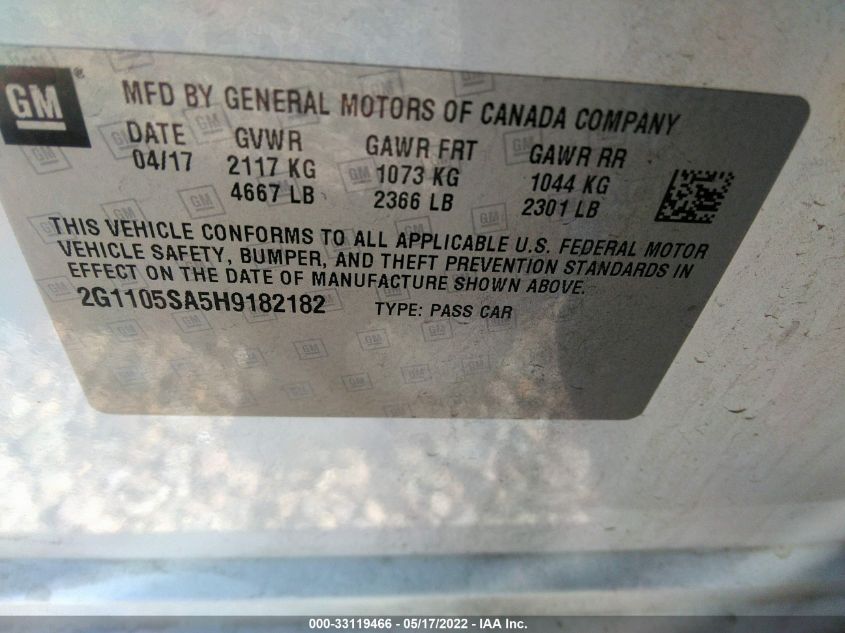 GM®
MFD BY GENERAL MOTORS OF CANADA COMPANY
DATE GVWR GAWR FRT GAWR RR
04/17 2117 KG 1073 KG 1044 KG
4667 LB 2366 LB 2301 LB
THIS VEHICLE CONFORMS TO ALL APPLICABLE U.S. FEDERAL MOTOR
VEHICLE SAFETY, BUMPER, AND THEFT PREVENTION STANDARDS IN
EFFECT ON THE DATE OF MANUFACTURE SHOWN ABOVE.
2G1105SA5H9182182 TYPE: PASS CAR
000-33119466 - 05/17/2022 - IAA Inc.